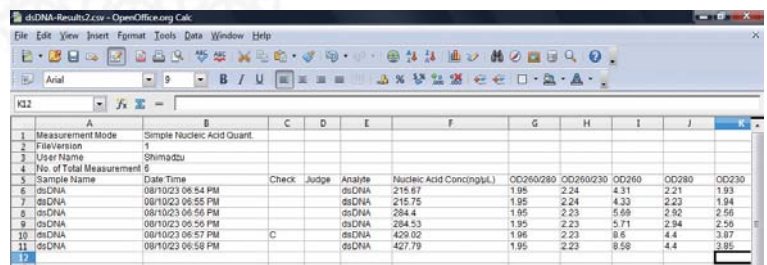 dsDNA-Results2.csv - OpenOffice.org Calc
File Edit View Insert Format Tools Data Window Help
Arial 9 B I U
K12
A B C D E F G H I J K
1 Measurement Mode Simple Nucleic Acid Quant.
2 FileVersion 1
3 User Name Shimadzu
4 No. of Total Measurement 6
5 Sample Name Date Time Check Judge Analyte Nucleic Acid Conc(ng/µL) OD260/280 OD260/230 OD260 OD280 OD230
6 dsDNA 08/10/23 06:54 PM dsDNA 215.67 1.95 2.24 4.31 2.21 1.93
7 dsDNA 08/10/23 06:55 PM dsDNA 215.75 1.95 2.24 4.33 2.23 1.94
8 dsDNA 08/10/23 06:56 PM dsDNA 284.4 1.95 2.23 5.69 2.92 2.56
9 dsDNA 08/10/23 06:56 PM dsDNA 284.53 1.95 2.23 5.71 2.94 2.56
10 dsDNA 08/10/23 06:57 PM C dsDNA 429.02 1.96 2.23 8.6 4.4 3.87
11 dsDNA 08/10/23 06:58 PM dsDNA 427.79 1.95 2.23 8.58 4.4 3.85
12